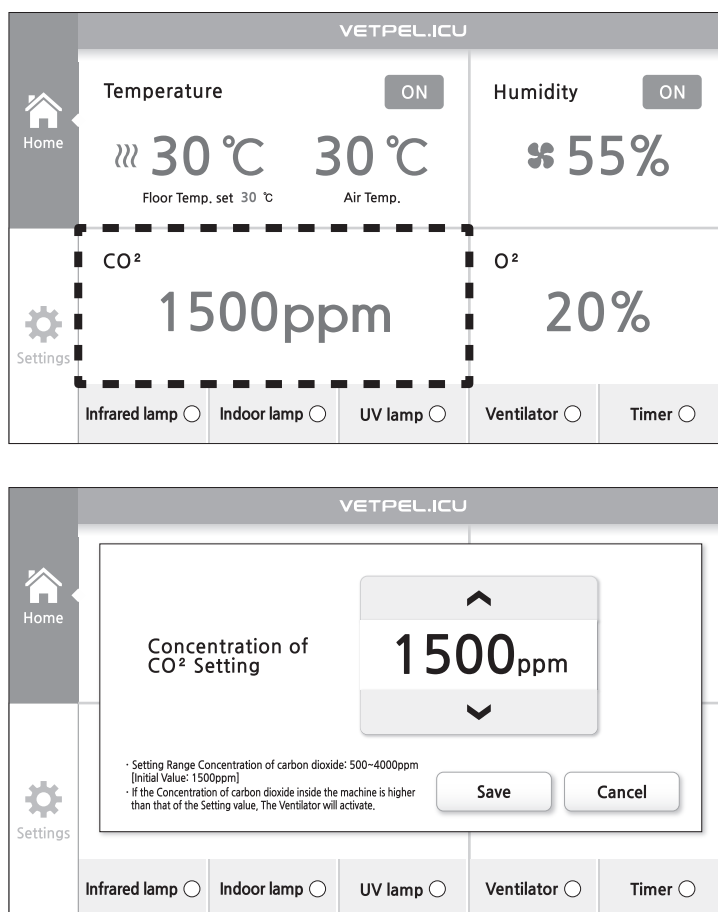 VETPEL.ICU
Home
Temperature ON
30 ℃ 30 ℃
Floor Temp. set 30 ℃ Air Temp.
Humidity ON
55%
CO²
1500ppm
O²
20%
Settings
Infrared lamp Indoor lamp UV lamp Ventilator Timer
VETPEL.ICU
Home
Concentration of
CO² Setting
1500ppm
· Setting Range Concentration of carbon dioxide: 500~4000ppm
[Initial Value: 1500ppm]
· If the Concentration of carbon dioxide inside the machine is higher
than that of the Setting value, The Ventilator will activate.
Save Cancel
Settings
Infrared lamp Indoor lamp UV lamp Ventilator Timer